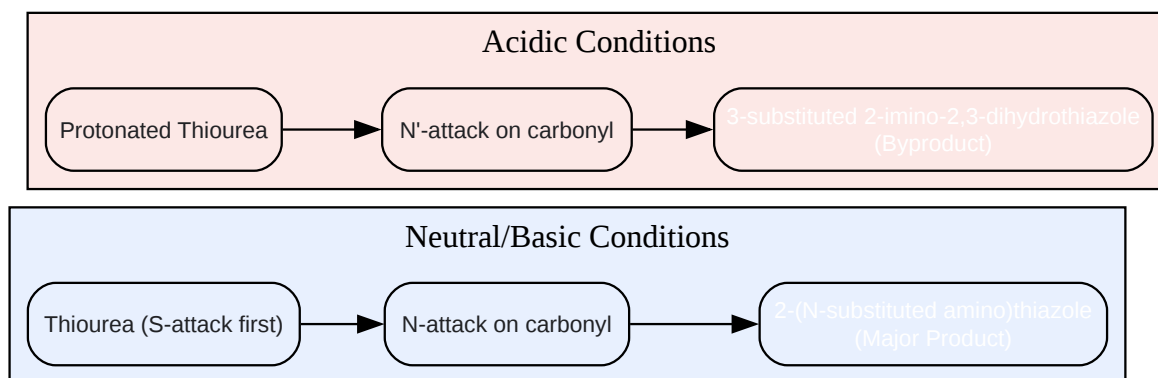 Acidic Conditions
Protonated Thiourea
N'-attack on carbonyl
3-substituted 2-imino-2,3-dihydrothiazole
(Byproduct)
Neutral/Basic Conditions
Thiourea (S-attack first)
N-attack on carbonyl
2-(N-substituted amino)thiazole
(Major Product)